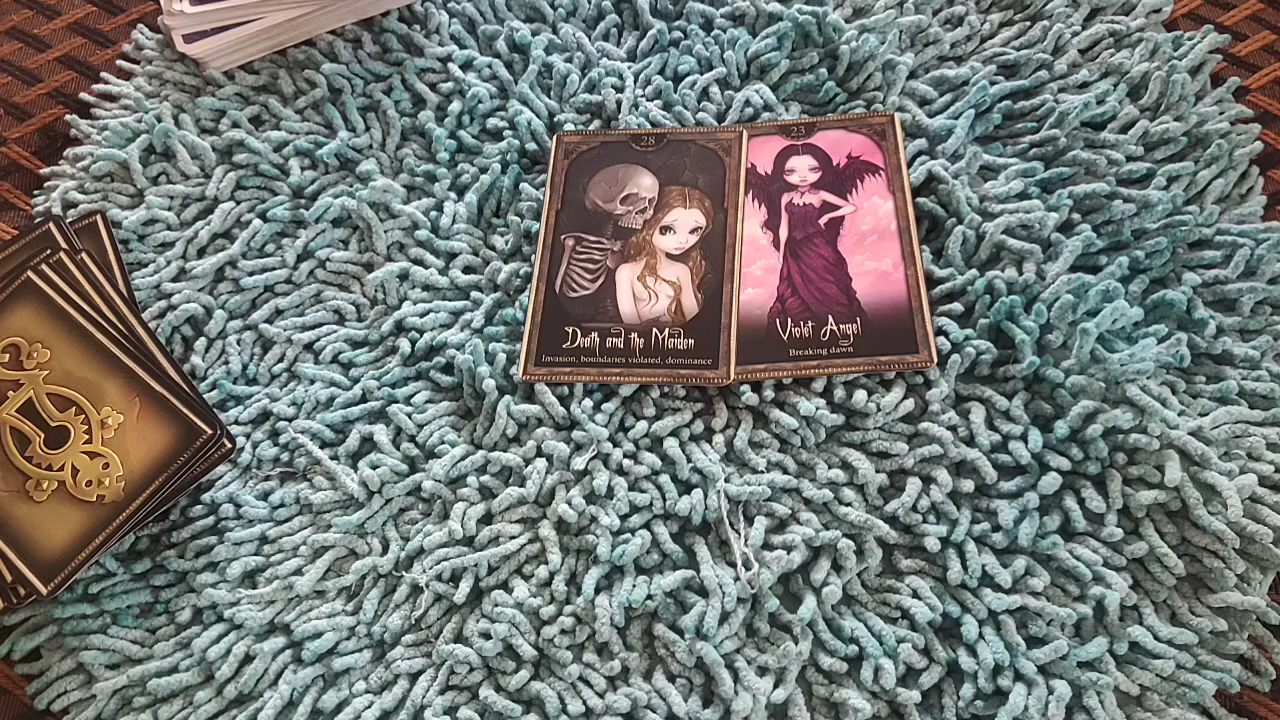 28
Death and the Maiden
Invasion, boundaries violated, dominance
23
Violet Angel
Breaking dawn